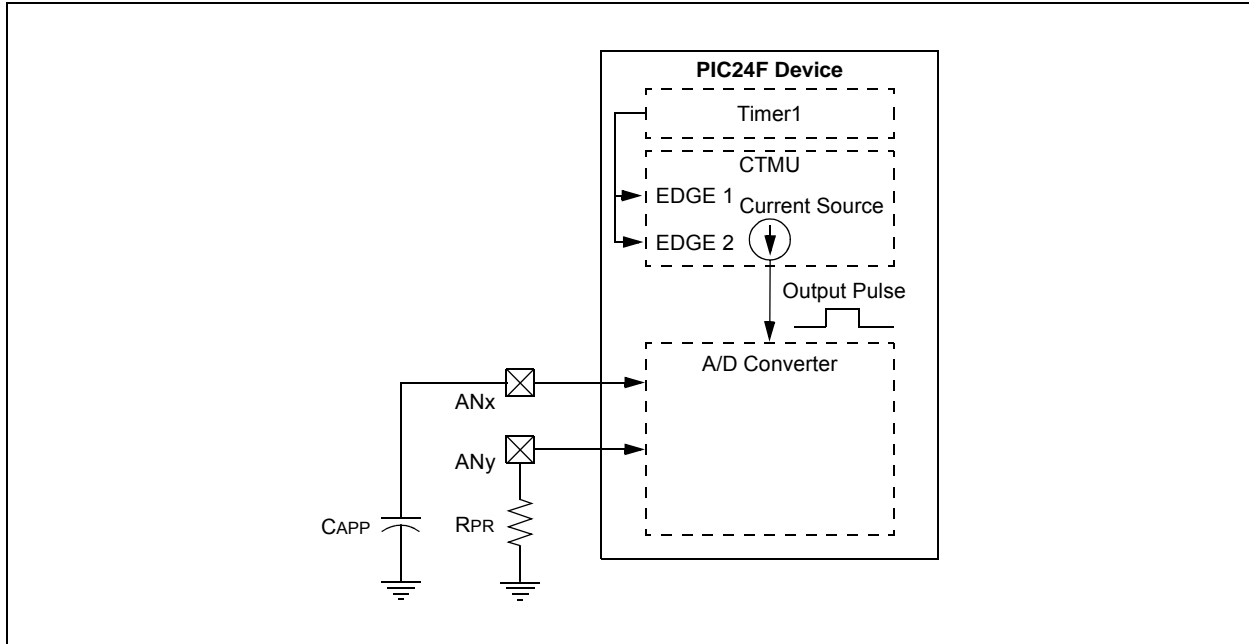 PIC24F Device
Timer1
CTMU
EDGE 1
Current Source
EDGE 2
Output Pulse
A/D Converter
ANx
ANy
CAPP
RPR